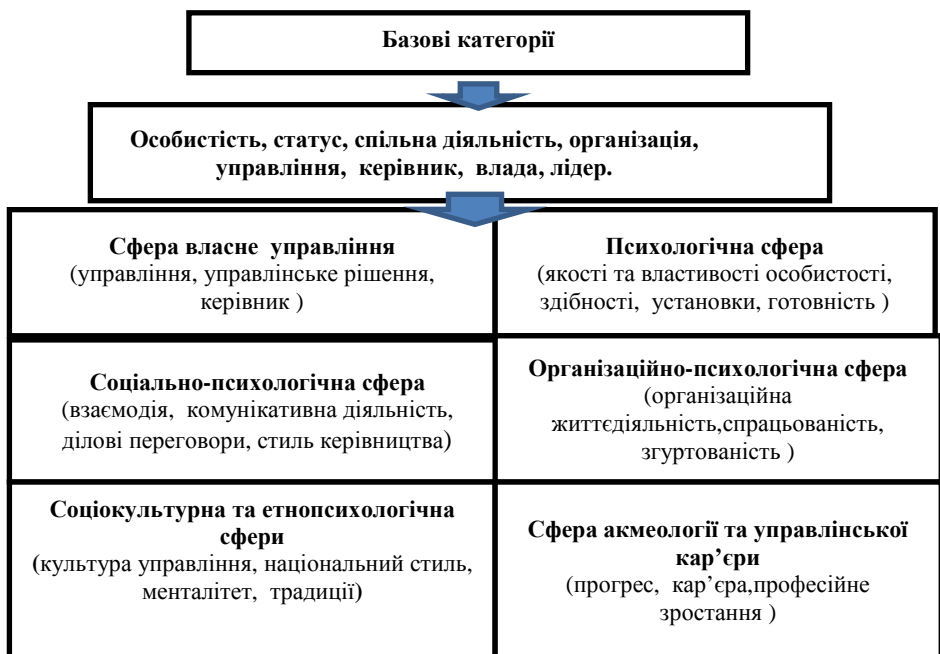 Базові категорії
Особистість, статус, спільна діяльність, організація,
управління, керівник, влада, лідер.
Сфера власне управління
(управління, управлінське рішення,
керівник )
Психологічна сфера
(якості та властивості особистості,
здібності, установки, готовність )
Соціально-психологічна сфера
(взаємодія, комунікативна діяльність,
ділові переговори, стиль керівництва)
Організаційно-психологічна сфера
(організаційна
життєдіяльність,спрацьованість,
згуртованість )
Соціокультурна та етнопсихологічна
сфери
(культура управління, національний стиль,
менталітет, традиції)
Сфера акмеології та управлінської
кар’єри
(прогрес, кар’єра,професійне
зростання )